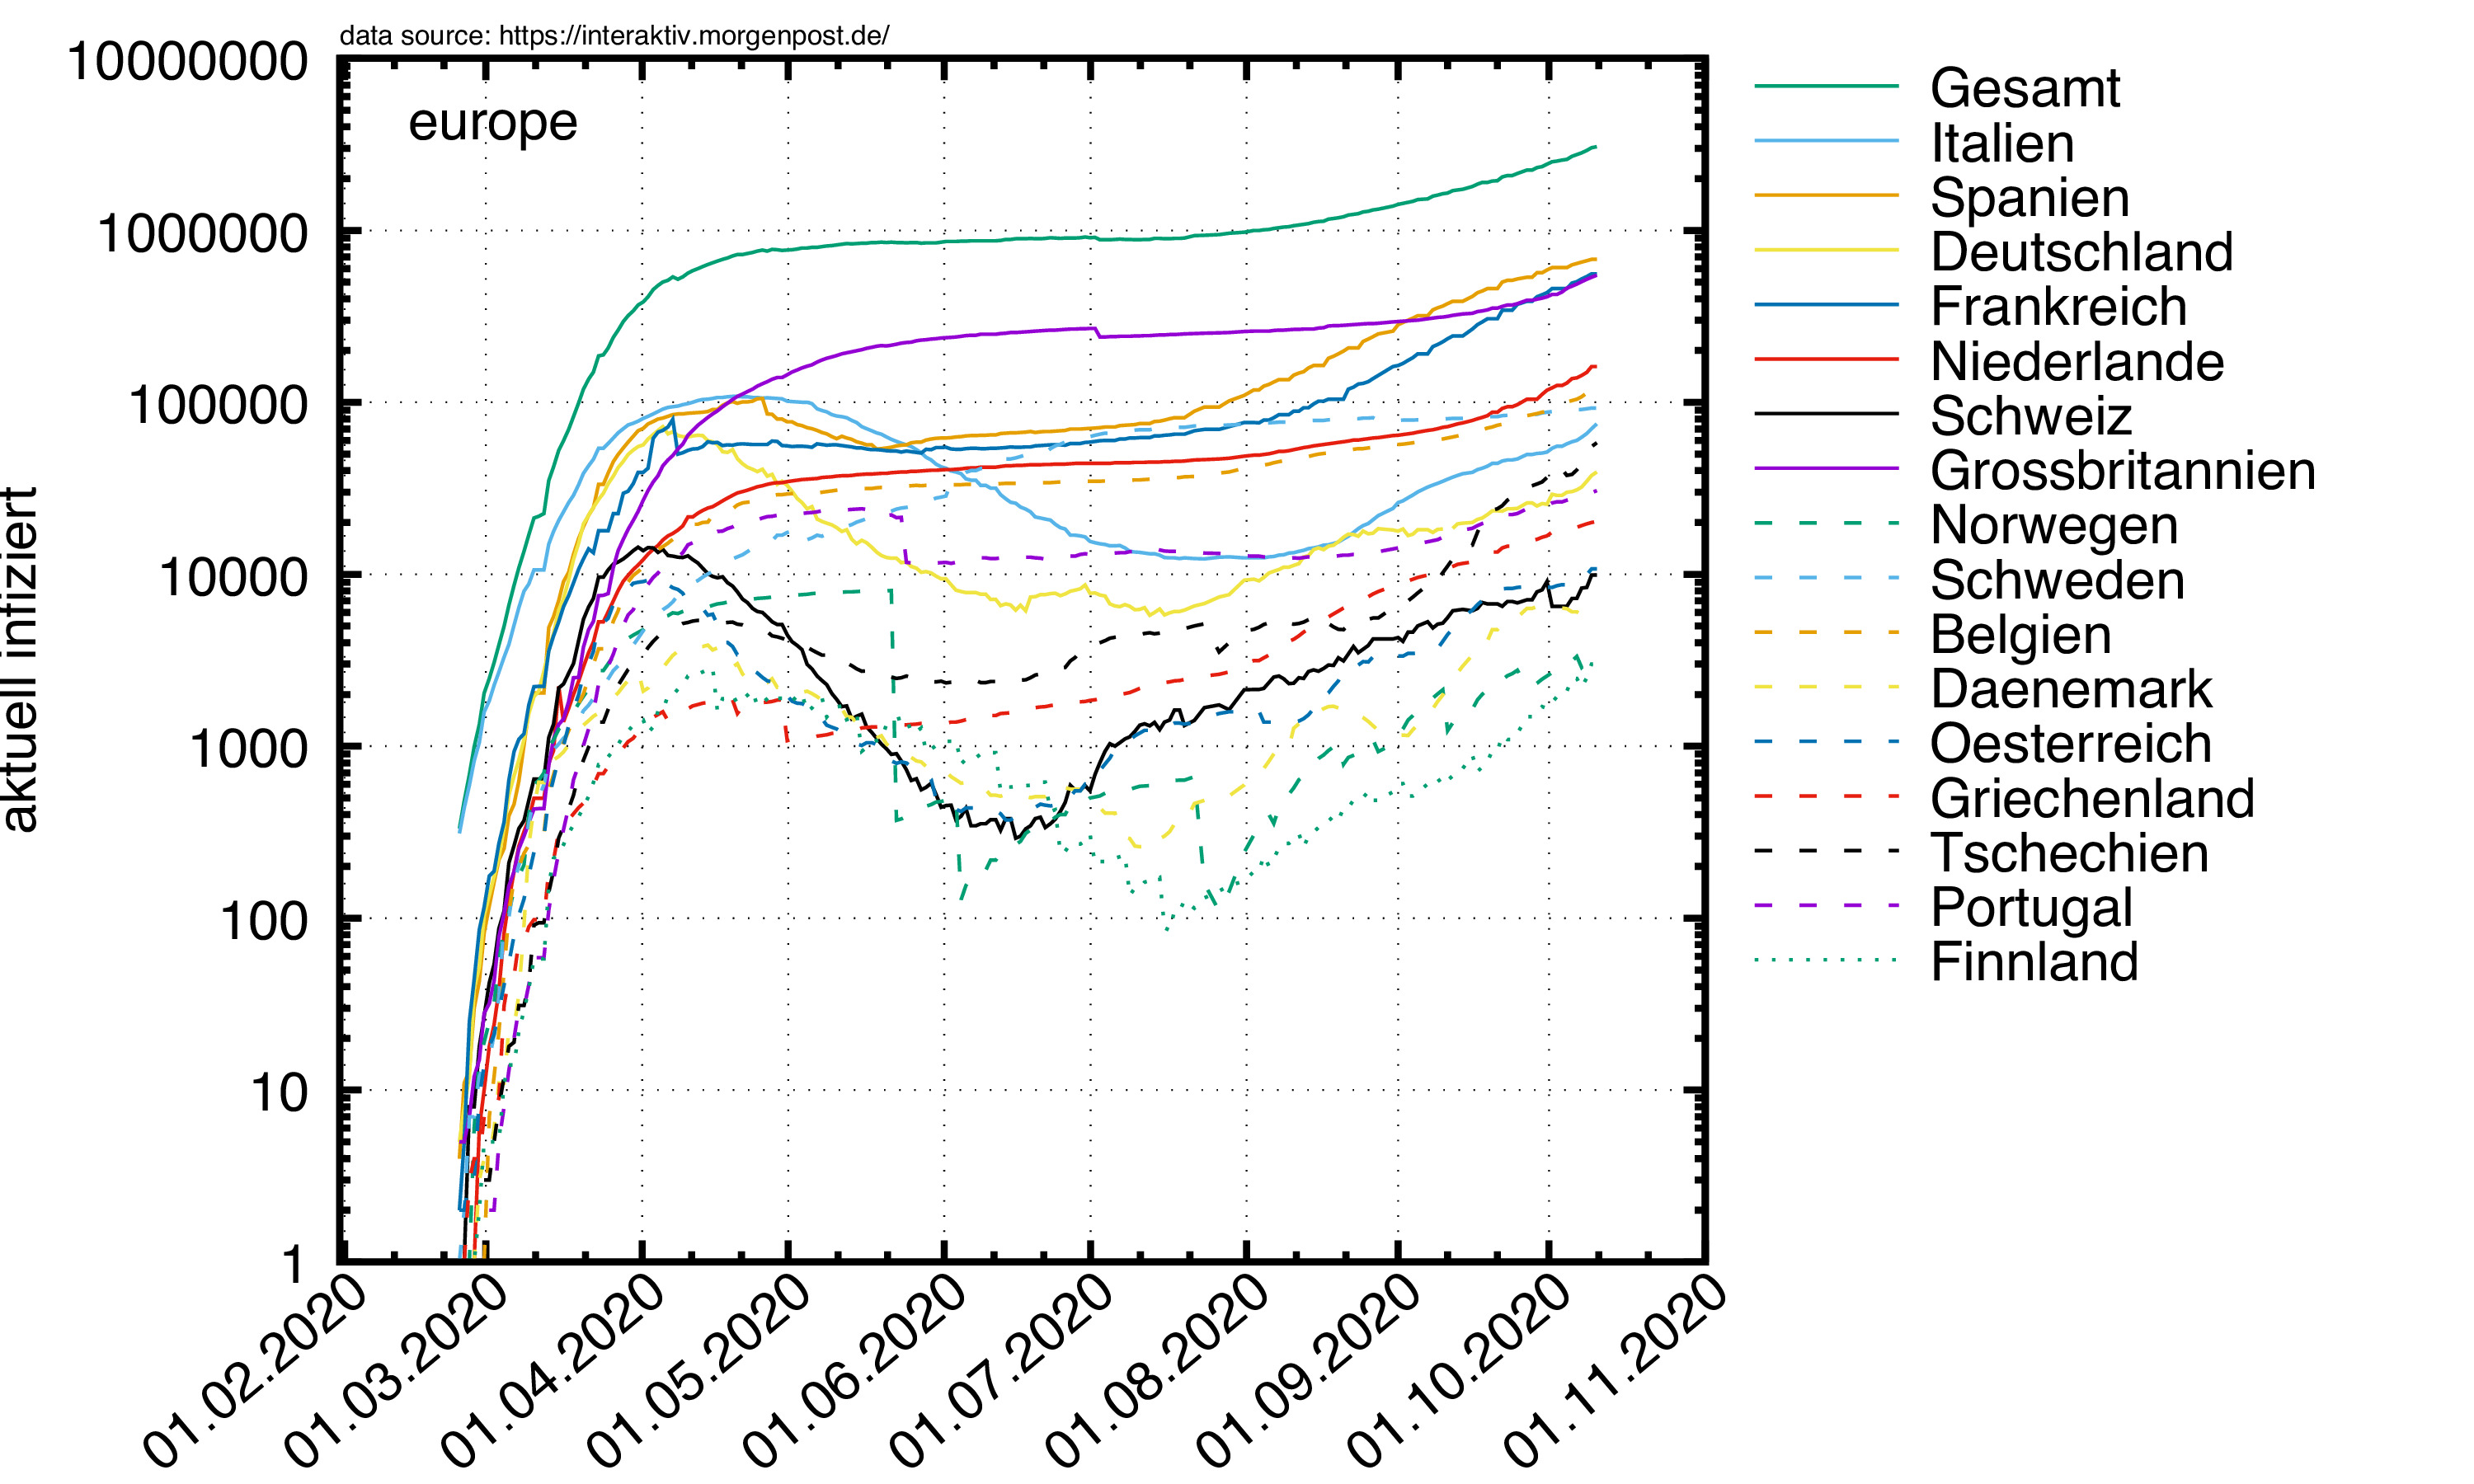 data source: https://interaktiv.morgenpost.de/
europe
aktuell infiziert
10000000
1000000
100000
10000
1000
100
10
1
01.02.2020
01.03.2020
01.04.2020
01.05.2020
01.06.2020
01.07.2020
01.08.2020
01.09.2020
01.10.2020
01.11.2020
Gesamt
Italien
Spanien
Deutschland
Frankreich
Niederlande
Schweiz
Grossbritannien
Norwegen
Schweden
Belgien
Daenemark
Oesterreich
Griechenland
Tschechien
Portugal
Finnland